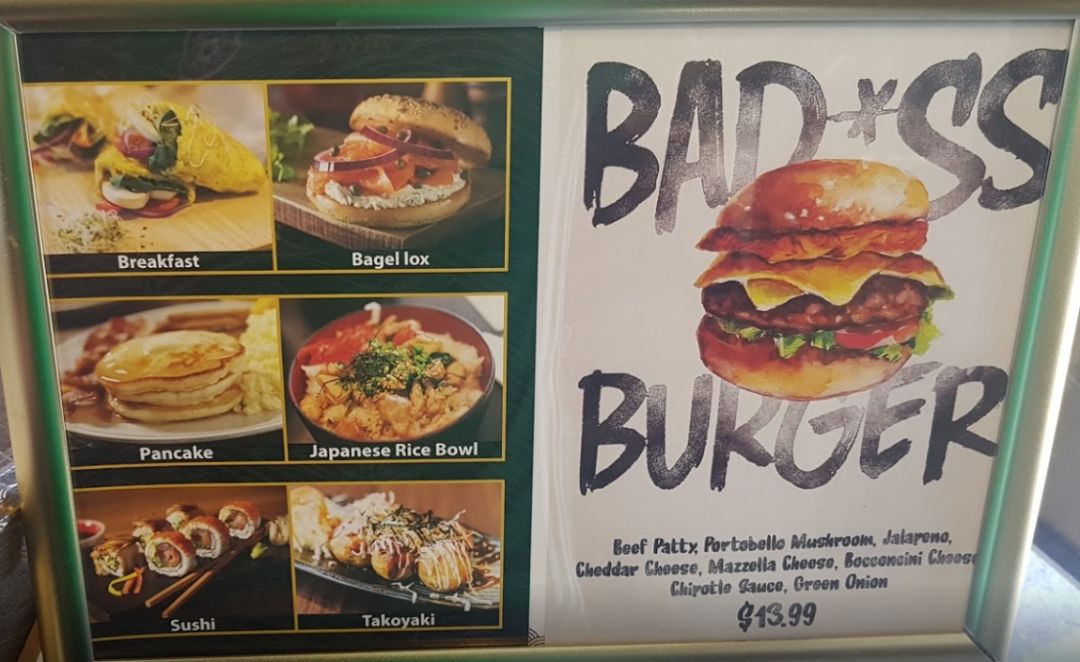 Breakfast
Bagel lox
Pancake
Japanese Rice Bowl
Sushi
Takoyaki
BAD*SS
BURGER
Beef Patty, Portobello Mushroom, Jalapeno,
Cheddar Cheese, Mazzella Cheese, Bocconcini Cheese
Chipotle Sauce, Green Onion
$13.99